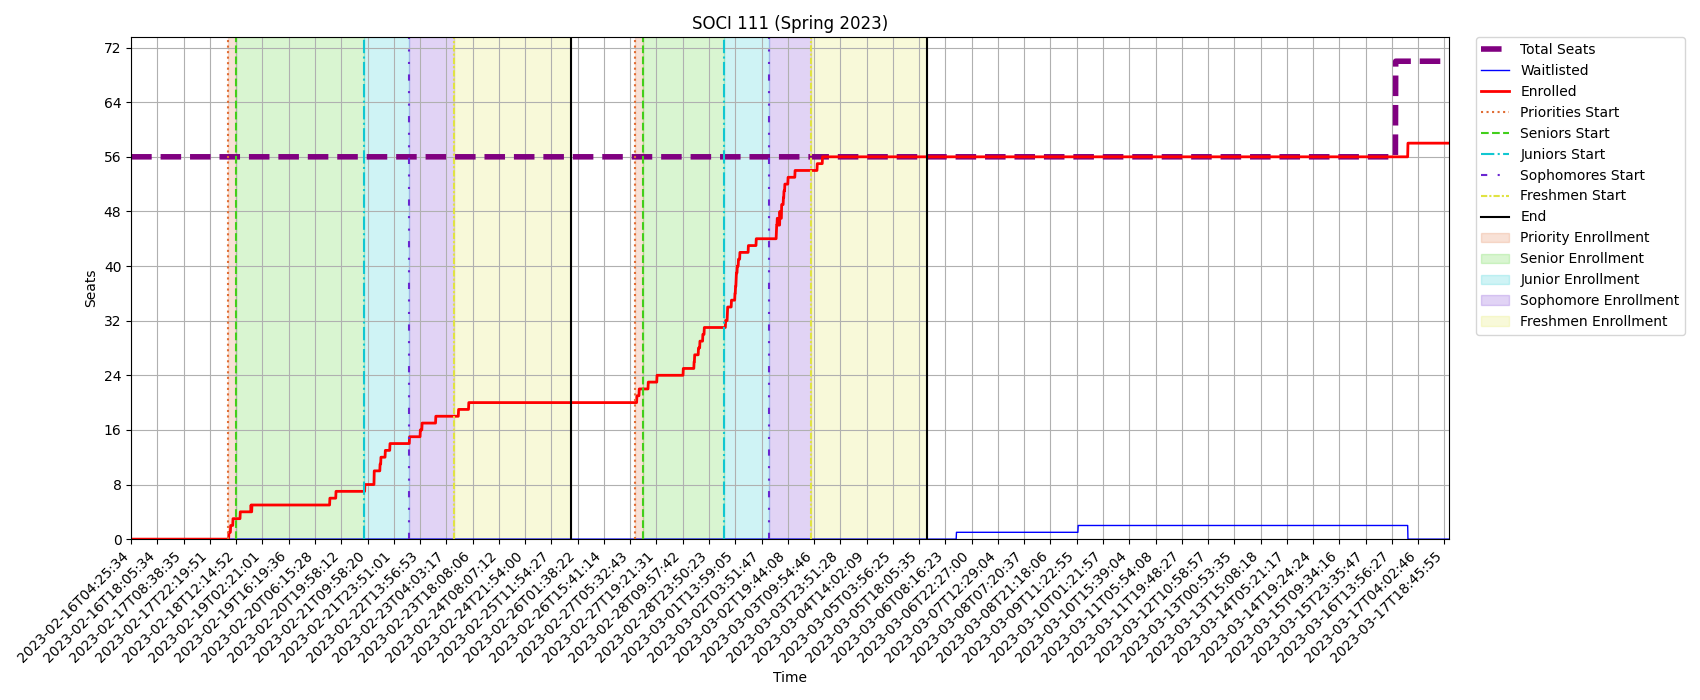 SOCI 111 (Spring 2023)
Seats
72
64
56
48
40
32
24
16
8
0
2023-02-16T04:25:34
2023-02-16T18:05:34
2023-02-17T08:38:35
2023-02-17T22:19:51
2023-02-18T12:14:52
2023-02-19T02:21:01
2023-02-19T16:19:36
2023-02-20T06:15:28
2023-02-20T19:58:12
2023-02-21T09:58:20
2023-02-21T23:51:01
2023-02-22T13:56:53
2023-02-23T04:03:17
2023-02-23T18:08:06
2023-02-24T08:07:12
2023-02-24T21:54:00
2023-02-25T11:54:27
2023-02-26T01:38:22
2023-02-26T15:41:14
2023-02-27T05:32:43
2023-02-27T19:21:31
2023-02-28T09:57:42
2023-02-28T23:50:23
2023-03-01T13:59:05
2023-03-02T03:51:47
2023-03-02T19:44:08
2023-03-03T09:54:46
2023-03-03T23:51:28
2023-03-04T14:02:09
2023-03-05T03:56:25
2023-03-05T18:05:35
2023-03-06T08:16:23
2023-03-06T22:27:00
2023-03-07T12:29:04
2023-03-08T07:20:37
2023-03-08T21:18:06
2023-03-09T11:22:55
2023-03-10T01:21:57
2023-03-10T15:39:04
2023-03-11T05:54:08
2023-03-11T19:48:27
2023-03-12T10:58:57
2023-03-13T00:53:35
2023-03-13T15:08:18
2023-03-14T05:21:17
2023-03-14T19:24:24
2023-03-15T09:34:16
2023-03-15T23:35:47
2023-03-16T13:56:27
2023-03-17T04:02:46
2023-03-17T18:45:55
Time
Total Seats
Waitlisted
Enrolled
Priorities Start
Seniors Start
Juniors Start
Sophomores Start
Freshmen Start
End
Priority Enrollment
Senior Enrollment
Junior Enrollment
Sophomore Enrollment
Freshmen Enrollment